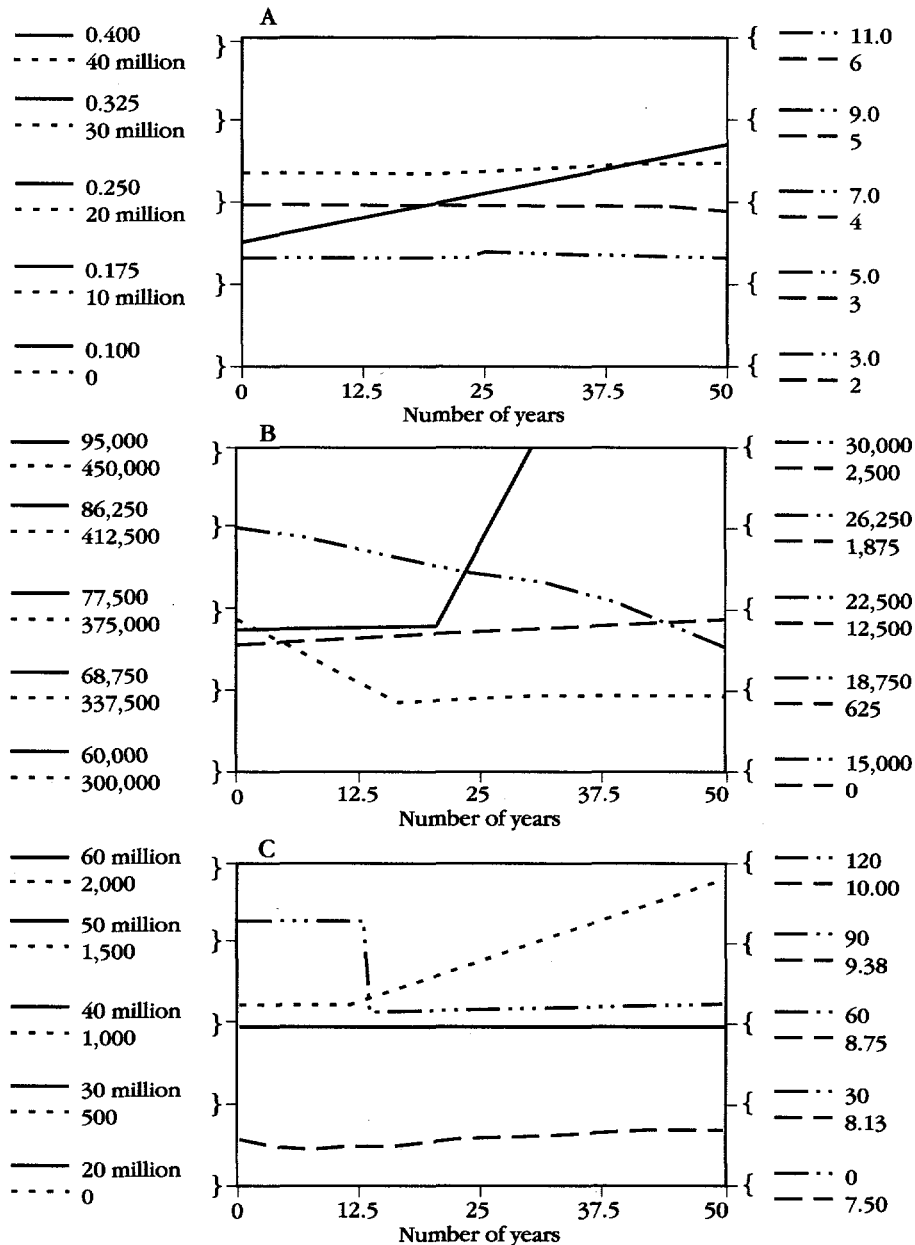 A
0.400
40 million
0.325
30 million
0.250
20 million
0.175
10 million
0.100
0
11.0
6
9.0
5
7.0
4
5.0
3
3.0
2
0 12.5 25 37.5 50
Number of years
B
95,000
450,000
86,250
412,500
77,500
375,000
68,750
337,500
60,000
300,000
30,000
2,500
26,250
1,875
22,500
12,500
18,750
625
15,000
0
0 12.5 25 37.5 50
Number of years
C
60 million
2,000
50 million
1,500
40 million
1,000
30 million
500
20 million
0
120
10.00
90
9.38
60
8.75
30
8.13
0
7.50
0 12.5 25 37.5 50
Number of years